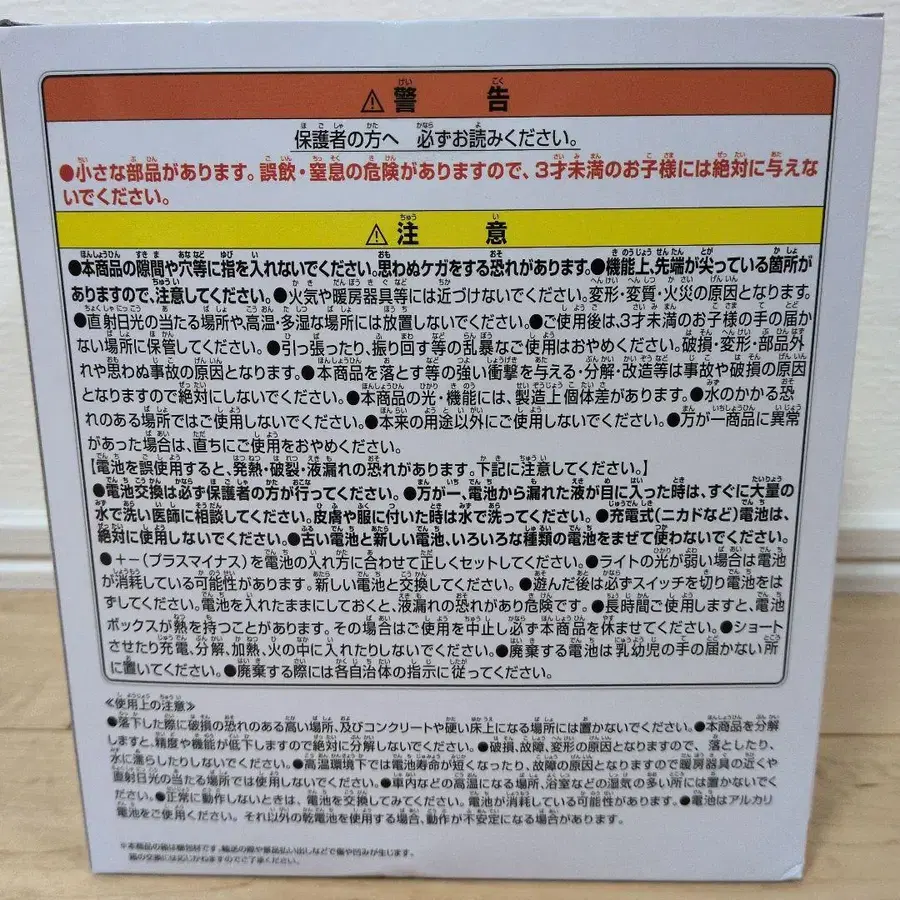 ⚠警告
保護者の方へ 必ずお読みください。
●小さな部品があります。誤飲・窒息の危険がありますので、3才未満のお子様には絶対に与えな
いでください。
⚠注意
●本商品の隙間や穴等に指を入れないでください。思わぬケガをする恐れがあります。●機能上、先端が尖っている箇所が
ありますので、注意してください。●火気や暖房器具等には近づけないでください。変形・変質・火災の原因となります。
●直射日光の当たる場所や、高温・多湿な場所には放置しないでください。●ご使用後は、3才未満のお子様の手の届か
ない場所に保管してください。●引っ張ったり、振り回す等の乱暴なご使用はおやめください。破損・変形・部品外
れや思わぬ事故の原因となります。●本商品を落とす等の強い衝撃を与える・分解・改造等は事故や破損の原因
となりますので絶対にしないでください。●本商品の光・機能には、製造上個体差があります。●水のかかる恐
れのある場所ではご使用しないでください。●本来の用途以外にご使用しないでください。●万が一商品に異常
があった場合は、直ちにご使用をおやめください。
【電池を誤使用すると、発熱・破裂・液漏れの恐れがあります。下記に注意してください。】
●電池交換は必ず保護者の方が行ってください。●万が一、電池から漏れた液が目に入った時は、すぐに大量の
水で洗い医師に相談してください。皮膚や服に付いた時は水で洗ってください。●充電式(ニカドなど)電池は、
絶対に使用しないでください。●古い電池と新しい電池、いろいろな種類の電池をまぜて使わないでください。
●+−(プラスマイナス)を電池の入れ方に合わせて正しくセットしてください。●ライトの光が弱い場合は電池
が消耗している可能性があります。新しい電池と交換してください。●遊んだ後は必ずスイッチを切り電池をは
ずしてください。電池を入れたままにしておくと、液漏れの恐れがあり危険です。●長時間ご使用しますと、電池
ボックスが熱を持つことがあります。その場合はご使用を中止し必ず本商品を休ませてください。●ショート
させたり充電、分解、加熱、火の中に入れたりしないでください。●廃棄する電池は乳幼児の手の届かない所
に置いてください。●廃棄する際には各自治体の指示に従ってください。
《使用上の注意》
●落下した際に破損の恐れのある高い場所、及びコンクリートや硬い床上になる場所には置かないでください。●本商品を分解
しますと、精度や機能が低下しますので絶対に分解しないでください。●破損、故障、変形の原因となりますので、落としたり、
水に濡らしたりしないでください。●高温環境下では電池寿命が短くなったり、故障の原因となりますので暖房器具の近くや
直射日光の当たる場所では使用しないでください。●車内などの高温になる場所、浴室などの湿気の多い所には置かないでく
ださい。●正常に動作しないときは、電池を交換してみてください。電池が消耗している可能性があります。●電池はアルカリ
電池をご使用ください。それ以外の乾電池を使用する場合、動作が不安定になる場合があります。
※本商品の箱は梱包材です。輸送の際や部品払い出しなどで傷や凹みが生じます。
箱の交換には応じかねますのでご了承ください。